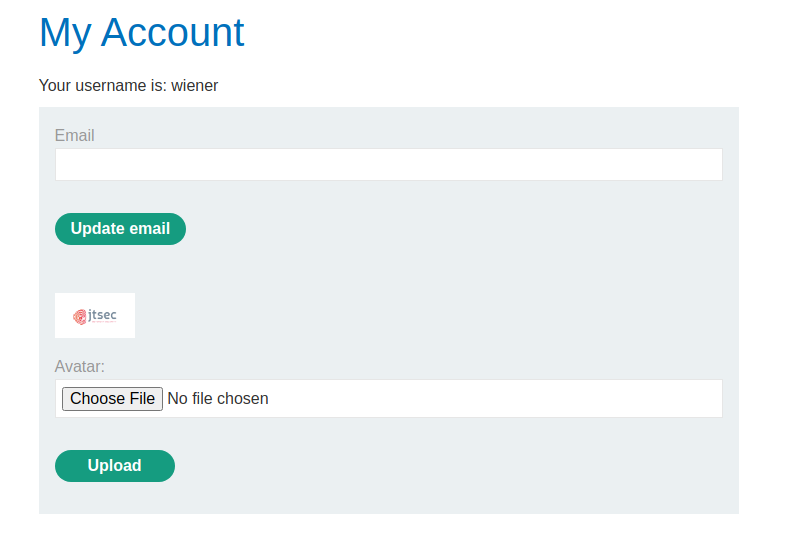 My Account
Your username is: wiener
Email
Update email
jtsec
Avatar:
Choose File No file chosen
Upload